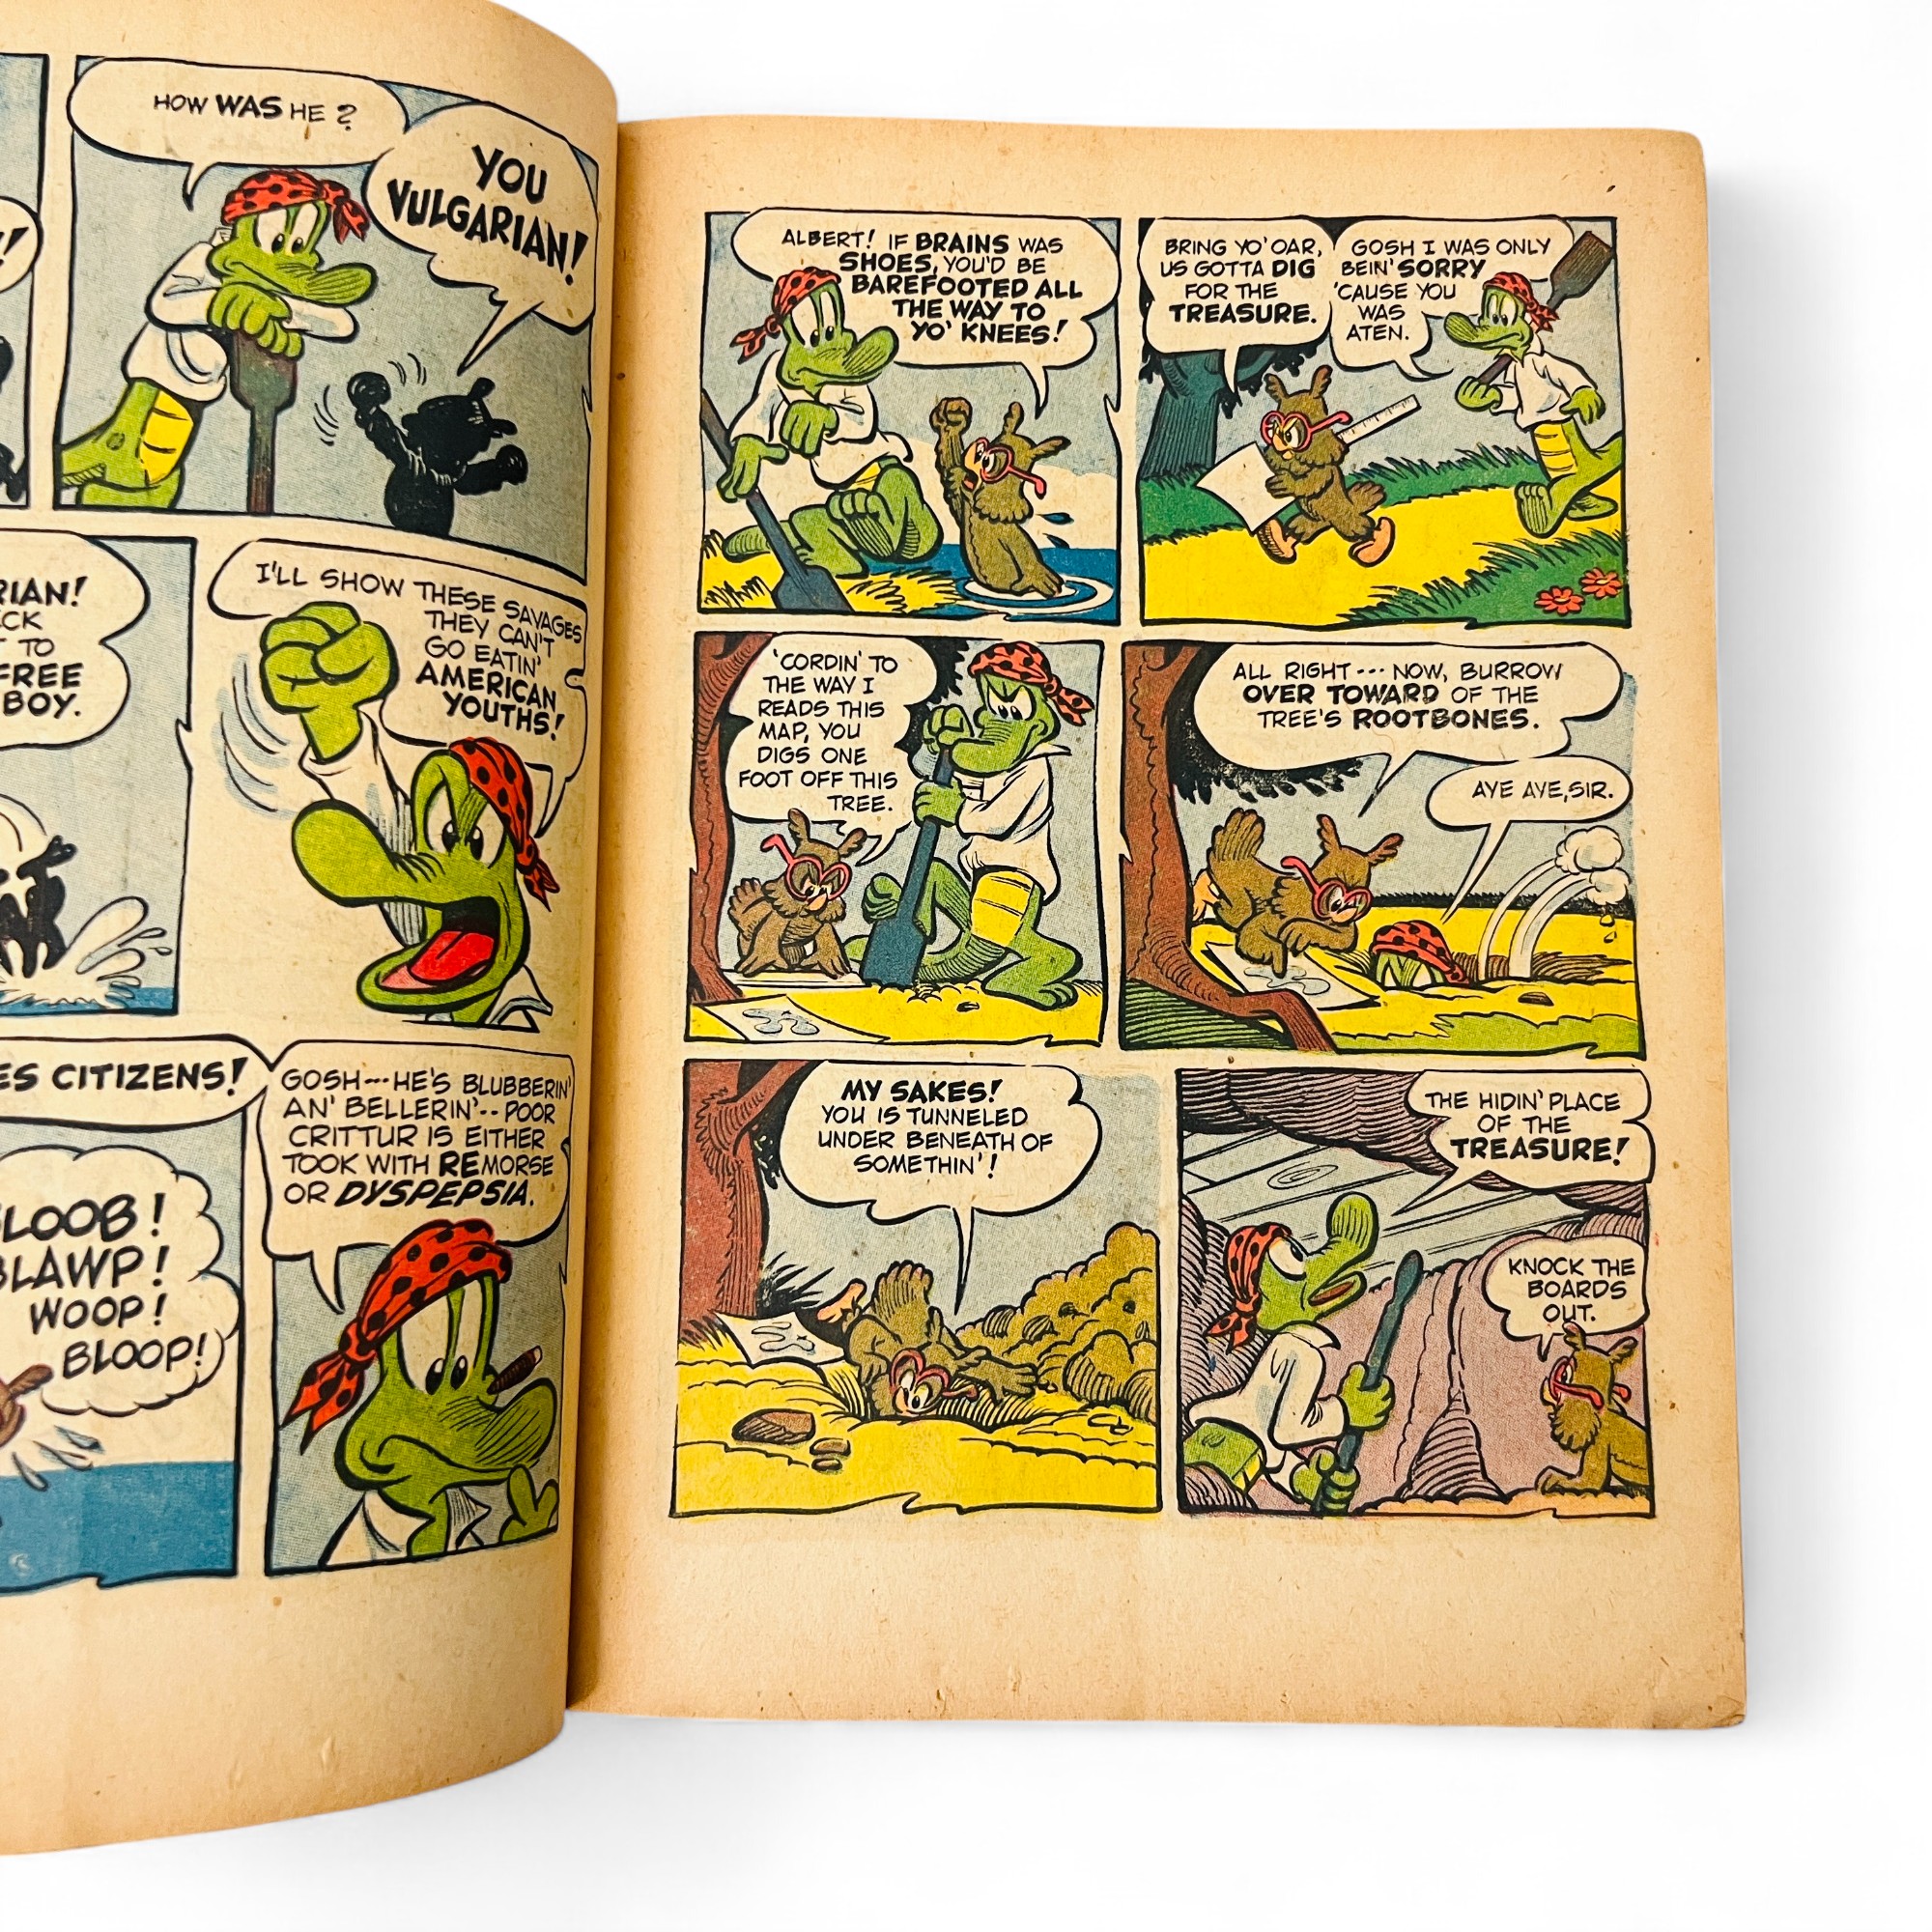 HOW WAS HE?
YOU
VULGARIAN!
RIAN!
CK
T TO
FREE
BOY.
I'LL SHOW THESE SAVAGES
THEY CAN'T
GO EATIN'
AMERICAN
YOUTHS!
ES CITIZENS!
LOOB!
BLAWP!
WOOP!
BLOOP!
GOSH---HE'S BLUBBERIN'
AN' BELLERIN'--POOR
CRITTUR IS EITHER
TOOK WITH REMORSE
OR DYSPEPSIA.
ALBERT! IF BRAINS WAS
SHOES, YOU'D BE
BAREFOOTED ALL
THE WAY TO
YO' KNEES!
BRING YO' OAR,
US GOTTA DIG
FOR THE
TREASURE.
GOSH I WAS ONLY
BEIN' SORRY
'CAUSE YOU
WAS
ATEN.
'CORDIN' TO
THE WAY I
READS THIS
MAP, YOU
DIGS ONE
FOOT OFF THIS
TREE.
ALL RIGHT --- NOW, BURROW
OVER TOWARD OF THE
TREE'S ROOTBONES.
AYE AYE, SIR.
MY SAKES!
YOU IS TUNNELED
UNDER BENEATH OF
SOMETHIN'!
THE HIDIN' PLACE
OF THE
TREASURE!
KNOCK THE
BOARDS
OUT.